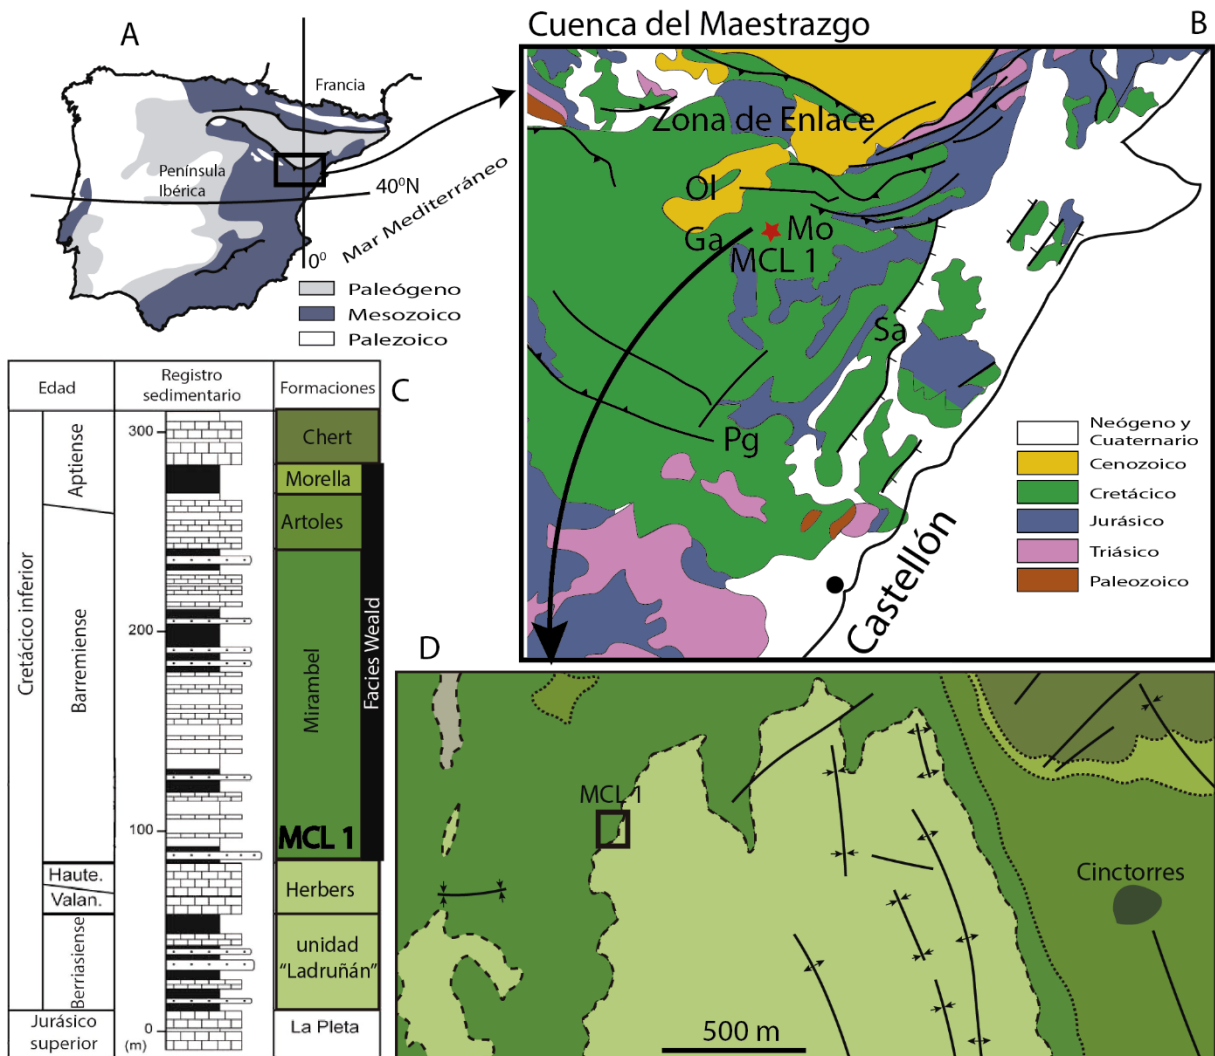 A
Francia
Península
Ibérica
40⁰N
Mar Mediterráneo
0⁰
Paleógeno
Mesozoico
Palezoico
Cuenca del Maestrazgo
B
Zona de Enlace
Ol
Ga
Mo
MCL 1
Sa
Pg
Castellón
Neógeno y
Cuaternario
Cenozoico
Cretácico
Jurásico
Triásico
Paleozoico
C
Edad
Registro
sedimentario
Formaciones
Cretácico inferior
Aptiense
Barremiense
Haute.
Valan.
Berriasiense
Jurásico
superior
300
200
100
0
(m)
Chert
Morella
Artoles
Mirambel
MCL 1
Facies Weald
Herbers
unidad
"Ladruñán"
La Pleta
D
MCL 1
Cinctorres
500 m